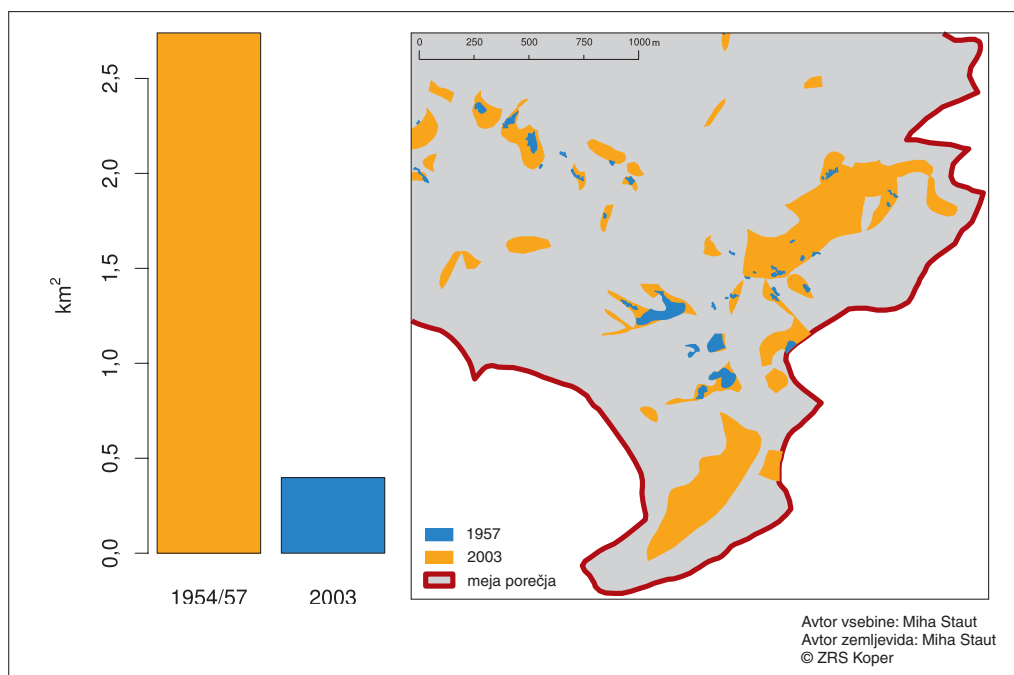 km²
0,0
0,5
1,0
1,5
2,0
2,5
1954/57
2003
0
250
500
750
1000 m
1957
2003
meja porečja
Avtor vsebine: Miha Staut
Avtor zemljevida: Miha Staut
© ZRS Koper